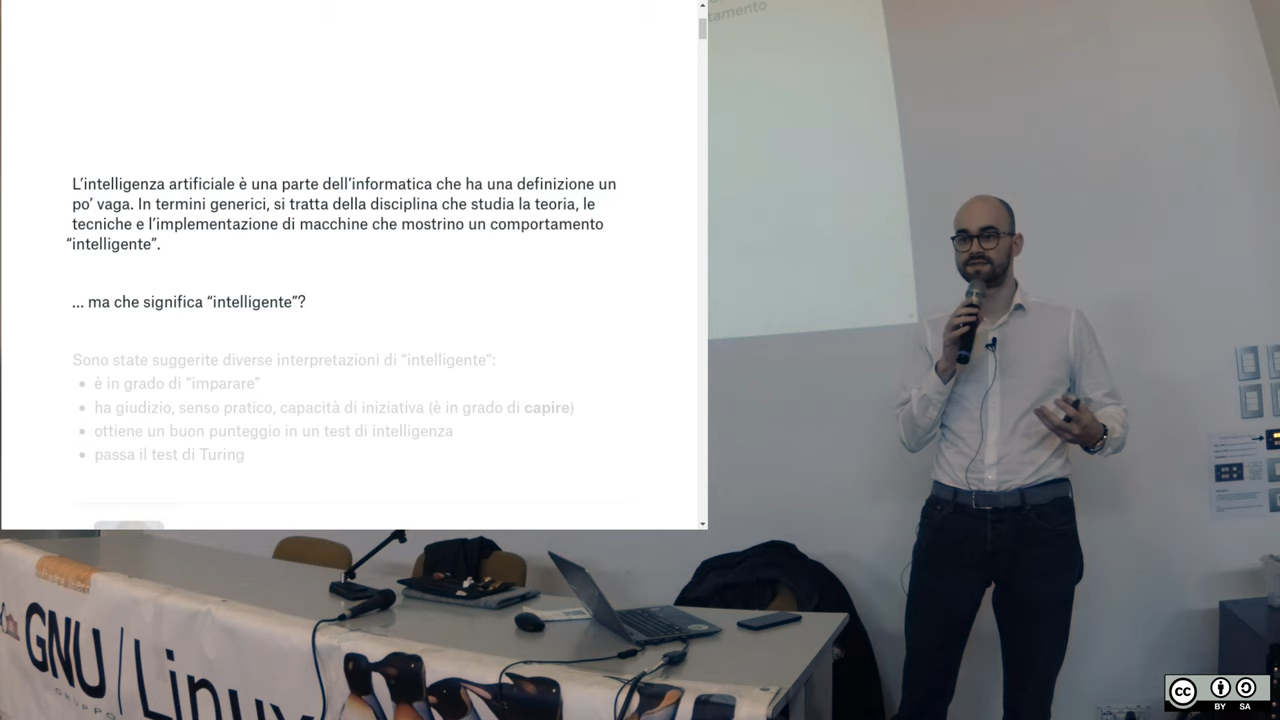 tamento
L’intelligenza artificiale è una parte dell’informatica che ha una definizione un
po’ vaga. In termini generici, si tratta della disciplina che studia la teoria, le
tecniche e l’implementazione di macchine che mostrino un comportamento
“intelligente”.
... ma che significa “intelligente”?
Sono state suggerite diverse interpretazioni di “intelligente”:
• è in grado di “imparare”
• ha giudizio, senso pratico, capacità di iniziativa (è in grado di capire)
• ottiene un buon punteggio in un test di intelligenza
• passa il test di Turing
GNU/Linux
GRUPPO
cc
BY SA